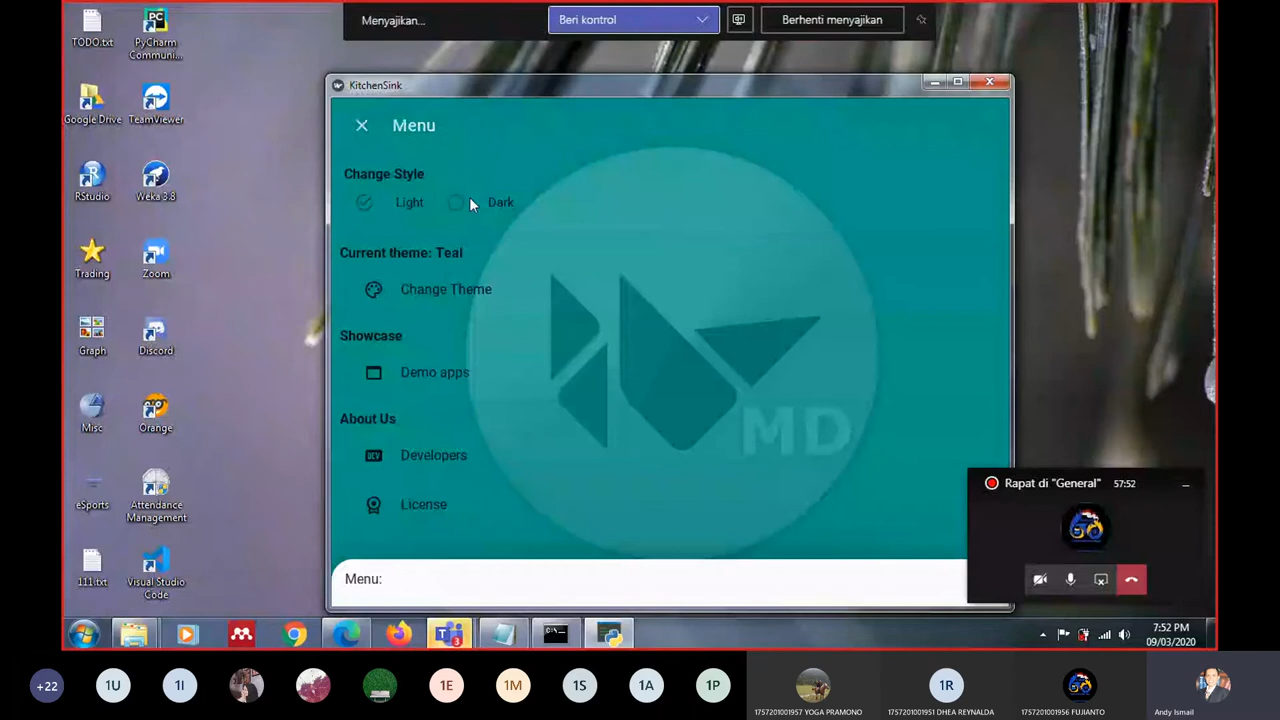 Menyajikan...
Beri kontrol
Berhenti menyajikan
TODO.txt
PyCharm
Communi...
Google Drive
TeamViewer
RStudio
Weka 3.8
Trading
Zoom
Graph
Discord
Misc
Orange
eSports
Attendance
Management
111.txt
Visual Studio
Code
KitchenSink
Menu
Change Style
Light
Dark
Current theme: Teal
Change Theme
Showcase
Demo apps
About Us
DEV
Developers
License
MD
Menu:
Rapat di "General"
57:52
3
7:52 PM
09/03/2020
+22
1U
1I
1E
1M
1S
1A
1P
1R
1757201001957 YOGA PRAMONO
1757201001951 DHEA REYNALDA
1757201001956 FUJIANTO
Andy Ismail